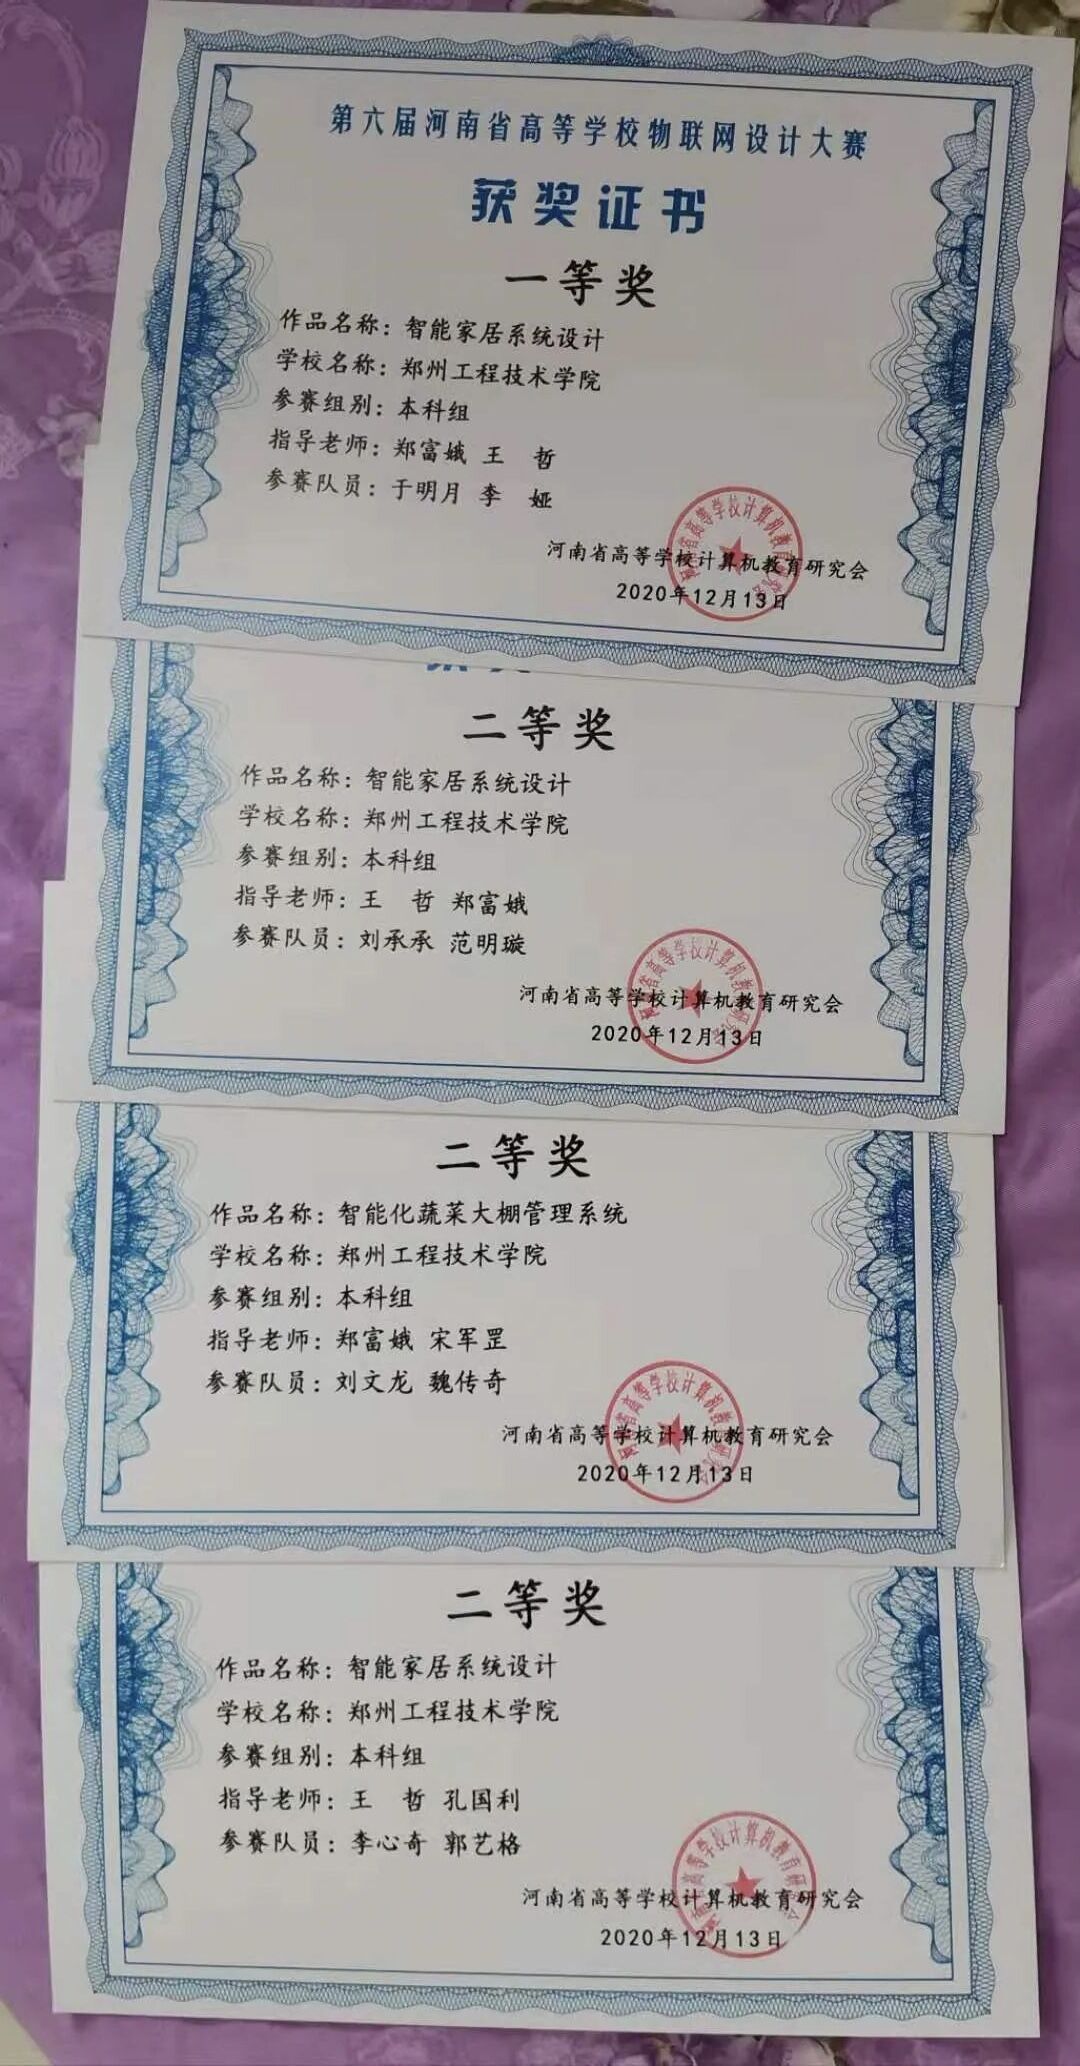 第六届河南省高等学校物联网设计大赛
获奖证书
一等奖
作品名称：智能家居系统设计
学校名称：郑州工程技术学院
参赛组别：本科组
指导老师：郑富娥 王 哲
参赛队员：于明月 李 娅
河南省高等学校计算机教育研究会
2020年12月13日
二等奖
作品名称：智能家居系统设计
学校名称：郑州工程技术学院
参赛组别：本科组
指导老师：王 哲 郑富娥
参赛队员：刘承承 范明璇
河南省高等学校计算机教育研究会
2020年12月13日
二等奖
作品名称：智能化蔬菜大棚管理系统
学校名称：郑州工程技术学院
参赛组别：本科组
指导老师：郑富娥 宋军罡
参赛队员：刘文龙 魏传奇
河南省高等学校计算机教育研究会
2020年12月13日
二等奖
作品名称：智能家居系统设计
学校名称：郑州工程技术学院
参赛组别：本科组
指导老师：王 哲 孔国利
参赛队员：李心奇 郭艺格
河南省高等学校计算机教育研究会
2020年12月13日